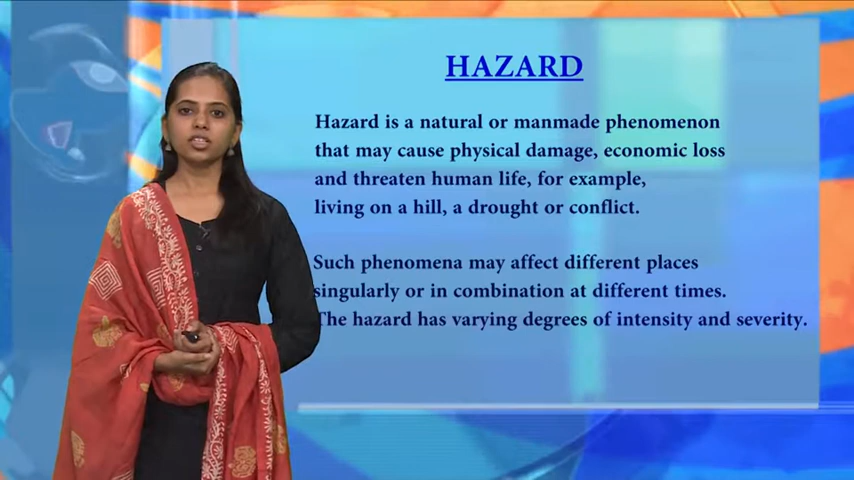 HAZARD
Hazard is a natural or manmade phenomenon
that may cause physical damage, economic loss
and threaten human life, for example,
living on a hill, a drought or conflict.
Such phenomena may affect different places
singularly or in combination at different times.
The hazard has varying degrees of intensity and severity.